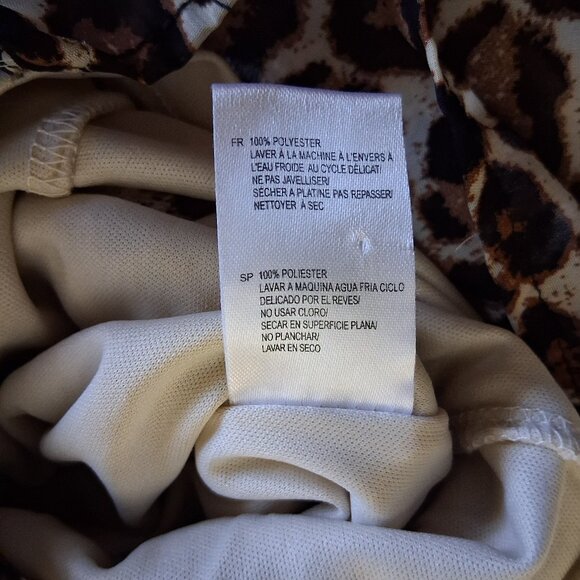 FR 100% POLYESTER
LAVER À LA MACHINE À L'ENVERS À
L'EAU FROIDE AU CYCLE DÉLICAT/
NE PAS JAVELLISER/
SÉCHER A PLATINE PAS REPASSER/
NETTOYER À SEC
SP 100% POLIESTER
LAVAR A MAQUINA AGUA FRIA CICLO
DELICADO POR EL REVES/
NO USAR CLORO/
SECAR EN SUPERFICIE PLANA/
NO PLANCHAR/
LAVAR EN SECO